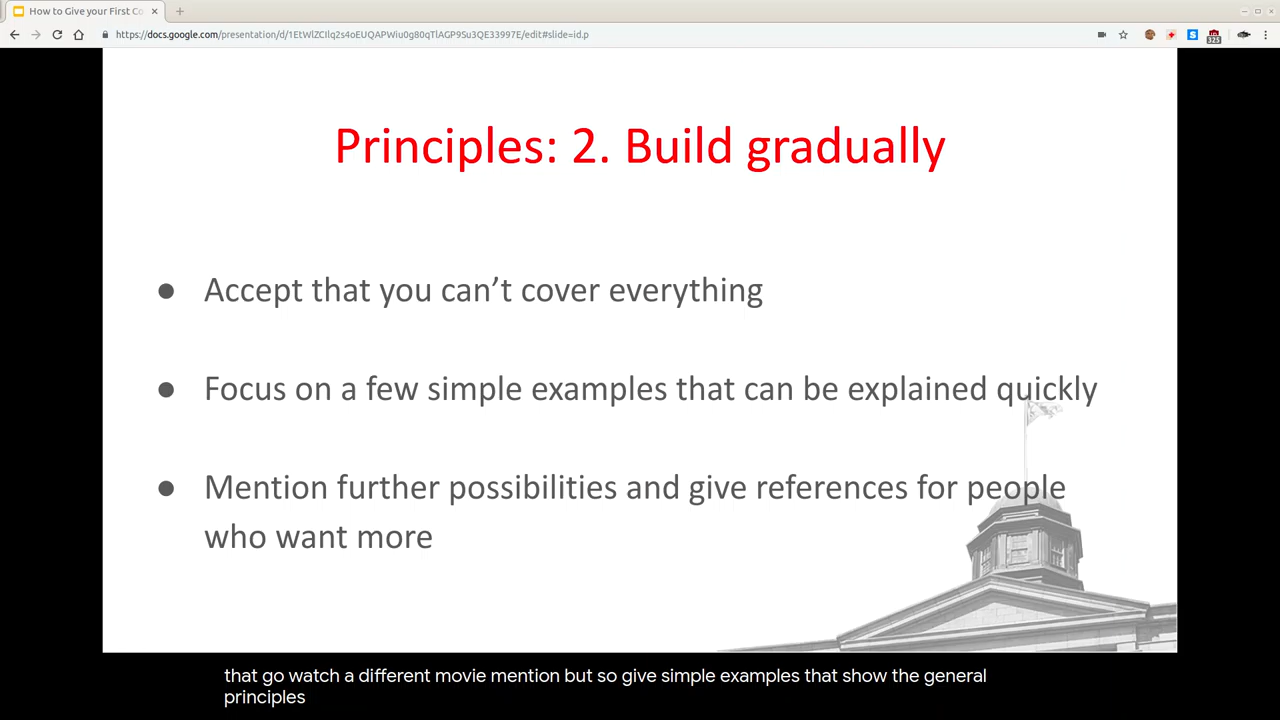 How to Give your First Co
https://docs.google.com/presentation/d/1EtWlZCIlq2s4oEUQAPWiu0g80qTlAGP9Su3QE33997E/edit#slide=id.p
325
Principles: 2. Build gradually
● Accept that you can’t cover everything
● Focus on a few simple examples that can be explained quickly
● Mention further possibilities and give references for people
who want more
that go watch a different movie mention but so give simple examples that show the general
principles